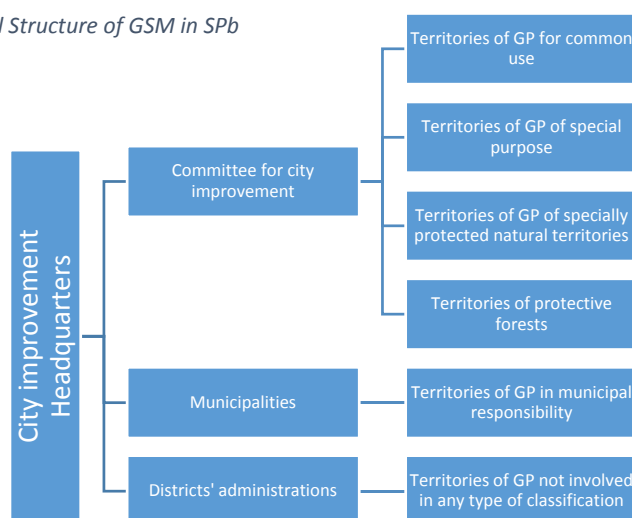 Structure of GSM in SPb
Territories of GP for common
use
Territories of GP of special
purpose
Committee for city
improvement
Territories of GP of specially
protected natural territories
Territories of protective
forests
City improvement
Headquarters
Municipalities
Territories of GP in municipal
responsibility
Districts' administrations
Territories of GP not involved
in any type of classification